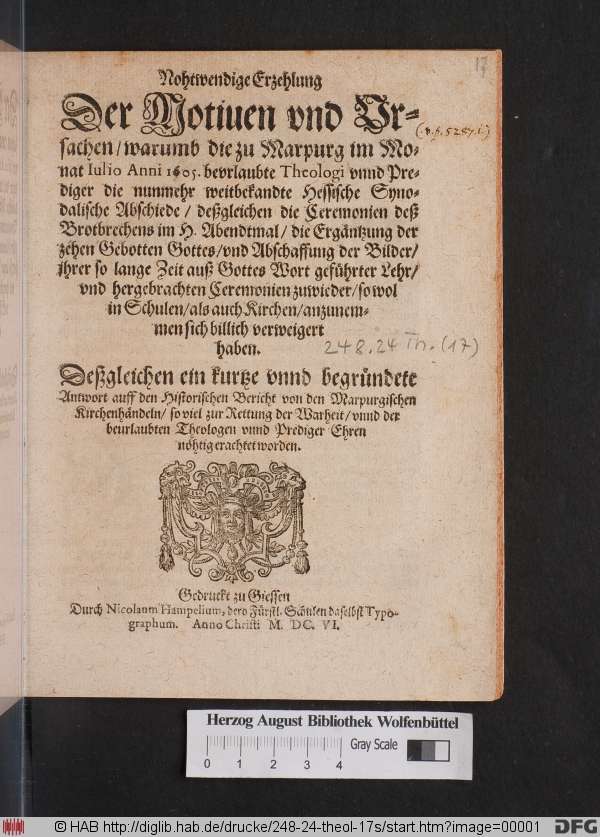 17
Nohtwendige Erzehlung
Der Motiuen vnd Vr-
sachen/warumb die zu Marpurg im Mo-
nat Iulio Anni 1605. beurlaubte Theologi vnnd Pre-
diger die nunmehr weitbekandte Hessische Syno-
dalische Abschiede/ deßgleichen die Ceremonien deß
Brotbrechens im H. Abendtmal/ die Ergäntzung der
zehen Gebotten Gottes/vnd Abschaffung der Bilder/
jhrer so lange Zeit auß Gottes Wort geführter Lehr/
vnd hergebrachten Ceremonien zuwieder/ so wol
in Schulen/als auch Kirchen/anzunem-
men sich billich verweigert
haben.
248.24 Th. (17)
Deßgleichen ein kurtze vnnd begründete
Antwort auff den Historischen Bericht von den Marpurgischen
Kirchenhändeln/ so viel zur Rettung der Warheit/ vnnd der
beurlaubten Theologen vnnd Prediger Ehren
nöhtig erachtet worden.
Gedruckt zu Giessen
Durch Nicolaum Hampelium, dero Fürstl. Schulen daselbst Typo-
graphum. Anno Christi M. DC. VI.
Herzog August Bibliothek Wolfenbüttel
0 1 2 3 4 Gray Scale
© HAB http://diglib.hab.de/drucke/248-24-theol-17s/start.htm?image=00001
DFG